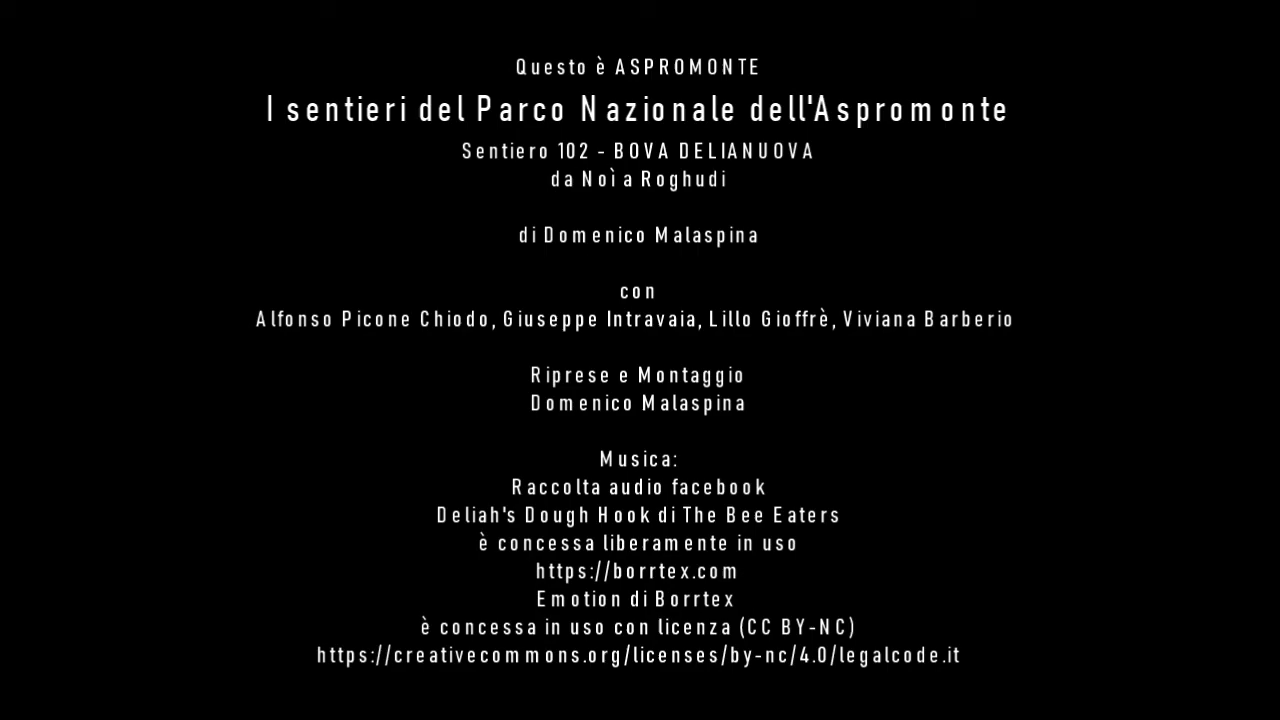 Questo è ASPROMONTE
I sentieri del Parco Nazionale dell'Aspromonte
Sentiero 102 - BOVA DELIANUOVA
da Noì a Roghudi
di Domenico Malaspina
con
Alfonso Picone Chiodo, Giuseppe Intravaia, Lillo Gioffrè, Viviana Barberio
Riprese e Montaggio
Domenico Malaspina
Musica:
Raccolta audio facebook
Deliah's Dough Hook di The Bee Eaters
è concessa liberamente in uso
https://borrtex.com
Emotion di Borrtex
è concessa in uso con licenza (CC BY-NC)
https://creativecommons.org/licenses/by-nc/4.0/legalcode.it